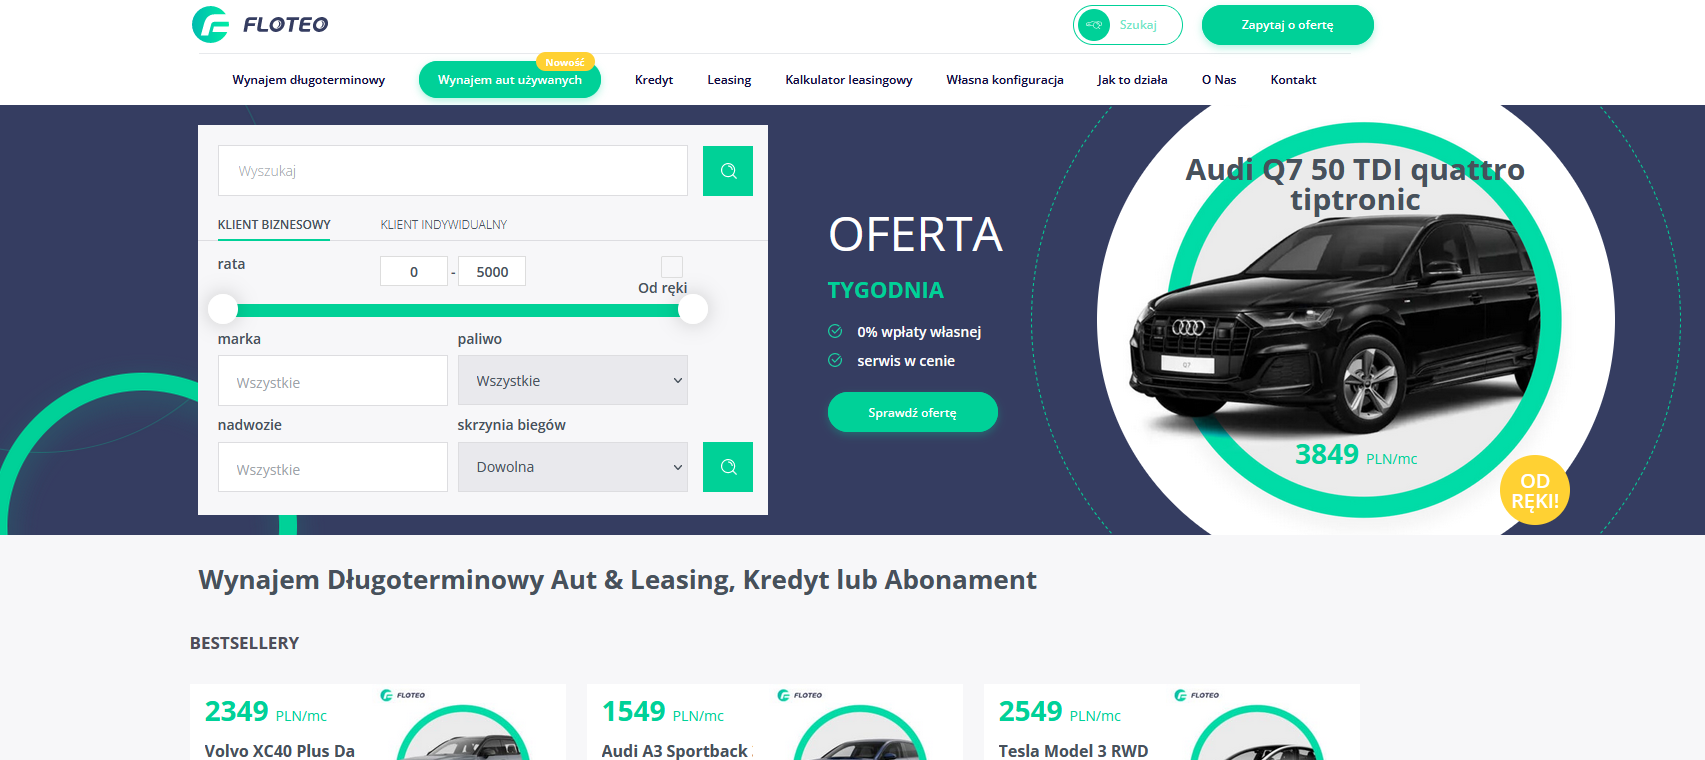 FLOTEO
Szukaj
Zapytaj o ofertę
Nowość
Wynajem długoterminowy
Wynajem aut używanych
Kredyt
Leasing
Kalkulator leasingowy
Własna konfiguracja
Jak to działa
O Nas
Kontakt
Wyszukaj
KLIENT BIZNESOWY
KLIENT INDYWIDUALNY
rata
0 - 5000
Od ręki
marka
paliwo
Wszystkie
Wszystkie
nadwozie
skrzynia biegów
Wszystkie
Dowolna
OFERTA
TYGODNIA
0% wpłaty własnej
serwis w cenie
Sprawdź ofertę
Audi Q7 50 TDI quattro
tiptronic
Q7
3849 PLN/mc
OD
RĘKI!
Wynajem Długoterminowy Aut & Leasing, Kredyt lub Abonament
BESTSELLERY
2349 PLN/mc
FLOTEO
Volvo XC40 Plus Da
1549 PLN/mc
FLOTEO
Audi A3 Sportback
2549 PLN/mc
FLOTEO
Tesla Model 3 RWD